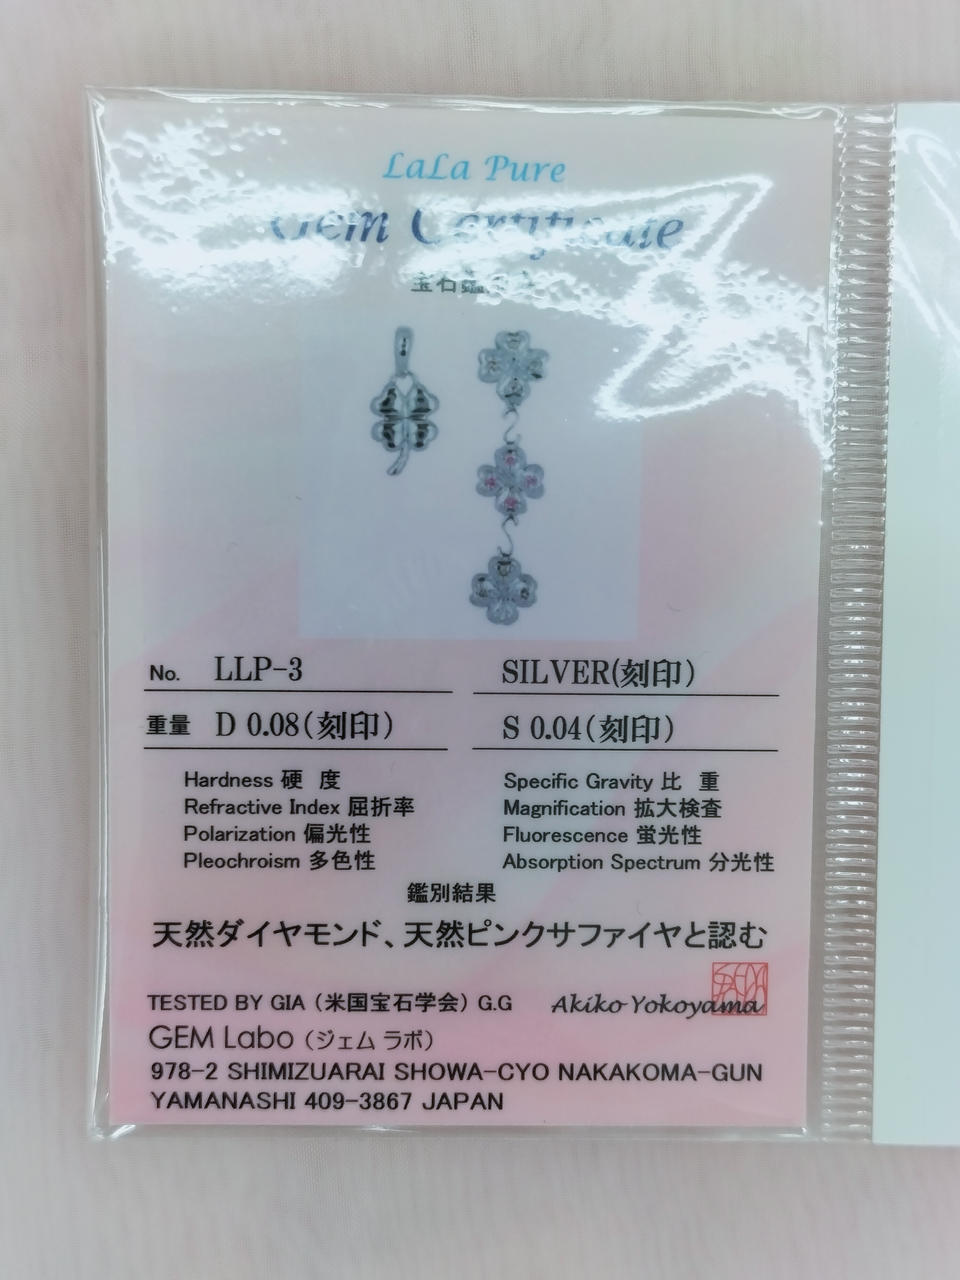 LaLa Pure
Gem Certificate
宝石鑑
No. LLP-3
SILVER(刻印)
重量 D 0.08(刻印)
S 0.04(刻印)
Hardness 硬 度
Refractive Index 屈折率
Polarization 偏光性
Pleochroism 多色性
Specific Gravity 比 重
Magnification 拡大検査
Fluorescence 蛍光性
Absorption Spectrum 分光性
鑑別結果
天然ダイヤモンド、天然ピンクサファイヤと認む
TESTED BY GIA (米国宝石学会) G.G Akiko Yokoyama
GEM Labo (ジェム ラボ)
978-2 SHIMIZUARAI SHOWA-CYO NAKAKOMA-GUN
YAMANASHI 409-3867 JAPAN